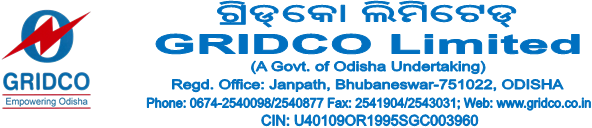 GRIDCO
Empowering Odisha
ଗ୍ରିଡ୍‌କୋ ଲିମିଟେଡ୍
GRIDCO Limited
(A Govt. of Odisha Undertaking)
Regd. Office: Janpath, Bhubaneswar-751022, ODISHA
Phone: 0674-2540098/2540877 Fax: 2541904/2543031; Web: www.gridco.co.in
CIN: U40109OR1995SGC003960